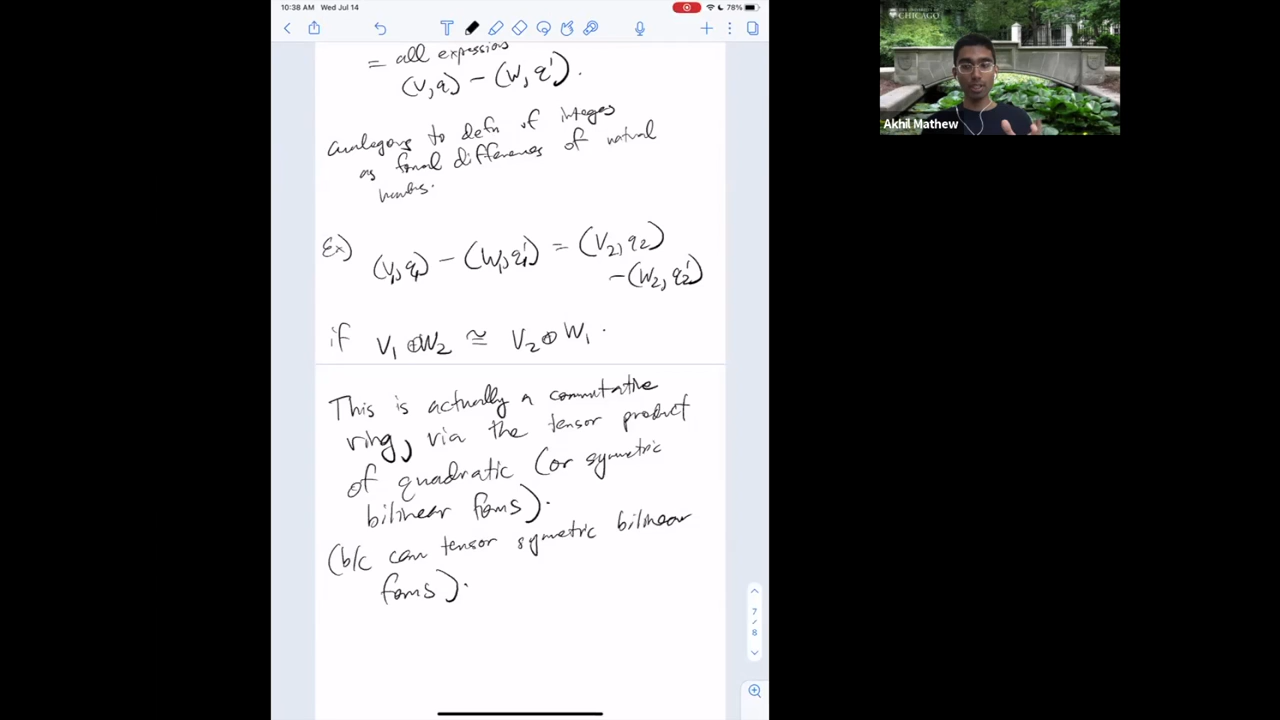 10:38 AM Wed Jul 14
78%
= all expressions
(V, q) - (W, q').
analogous to defn of integers
as formal differences of natural
numbers.
Ex) (V₁, q₁) - (W₁, q₁') = (V₂, q₂)
- (W₂, q₂')
if V₁ ⊕ W₂ ≅ V₂ ⊕ W₁.
This is actually a commutative
ring, via the tensor product
of quadratic (or symmetric
bilinear forms).
(b/c can tensor symmetric bilinear
forms).
7
/
8
CHICAGO
Akhil Mathew